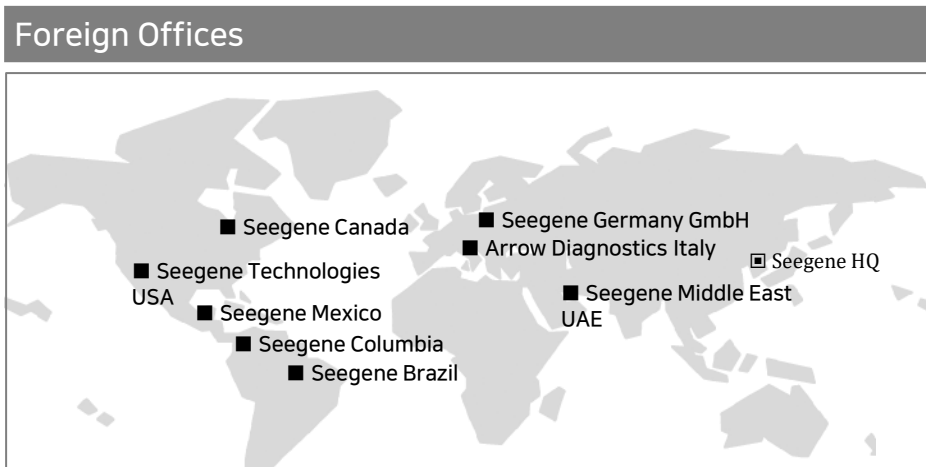 Foreign Offices
Seegene Canada
Seegene Germany GmbH
Arrow Diagnostics Italy
Seegene HQ
Seegene Technologies
USA
Seegene Middle East
UAE
Seegene Mexico
Seegene Columbia
Seegene Brazil